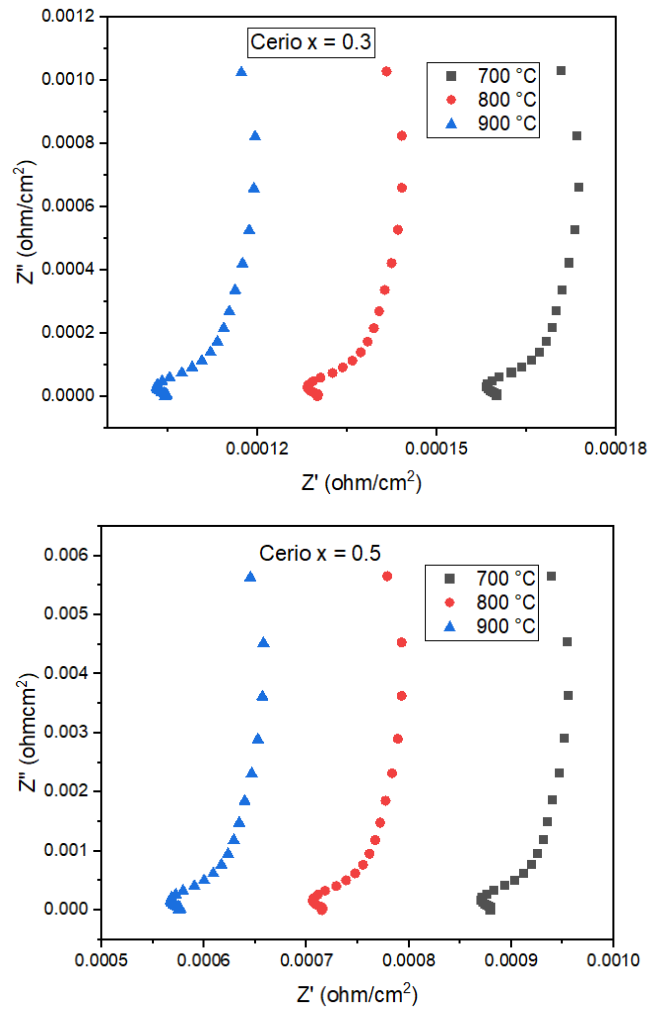 0.0012
Cerio x = 0.3
0.0010
700 °C
800 °C
900 °C
0.0008
0.0006
Z" (ohm/cm²)
0.0004
0.0002
0.0000
0.00012
0.00015
0.00018
Z' (ohm/cm²)
0.006
Cerio x = 0.5
700 °C
800 °C
900 °C
0.005
0.004
Z" (ohmcm²)
0.003
0.002
0.001
0.000
0.0005
0.0006
0.0007
0.0008
0.0009
0.0010
Z' (ohm/cm²)